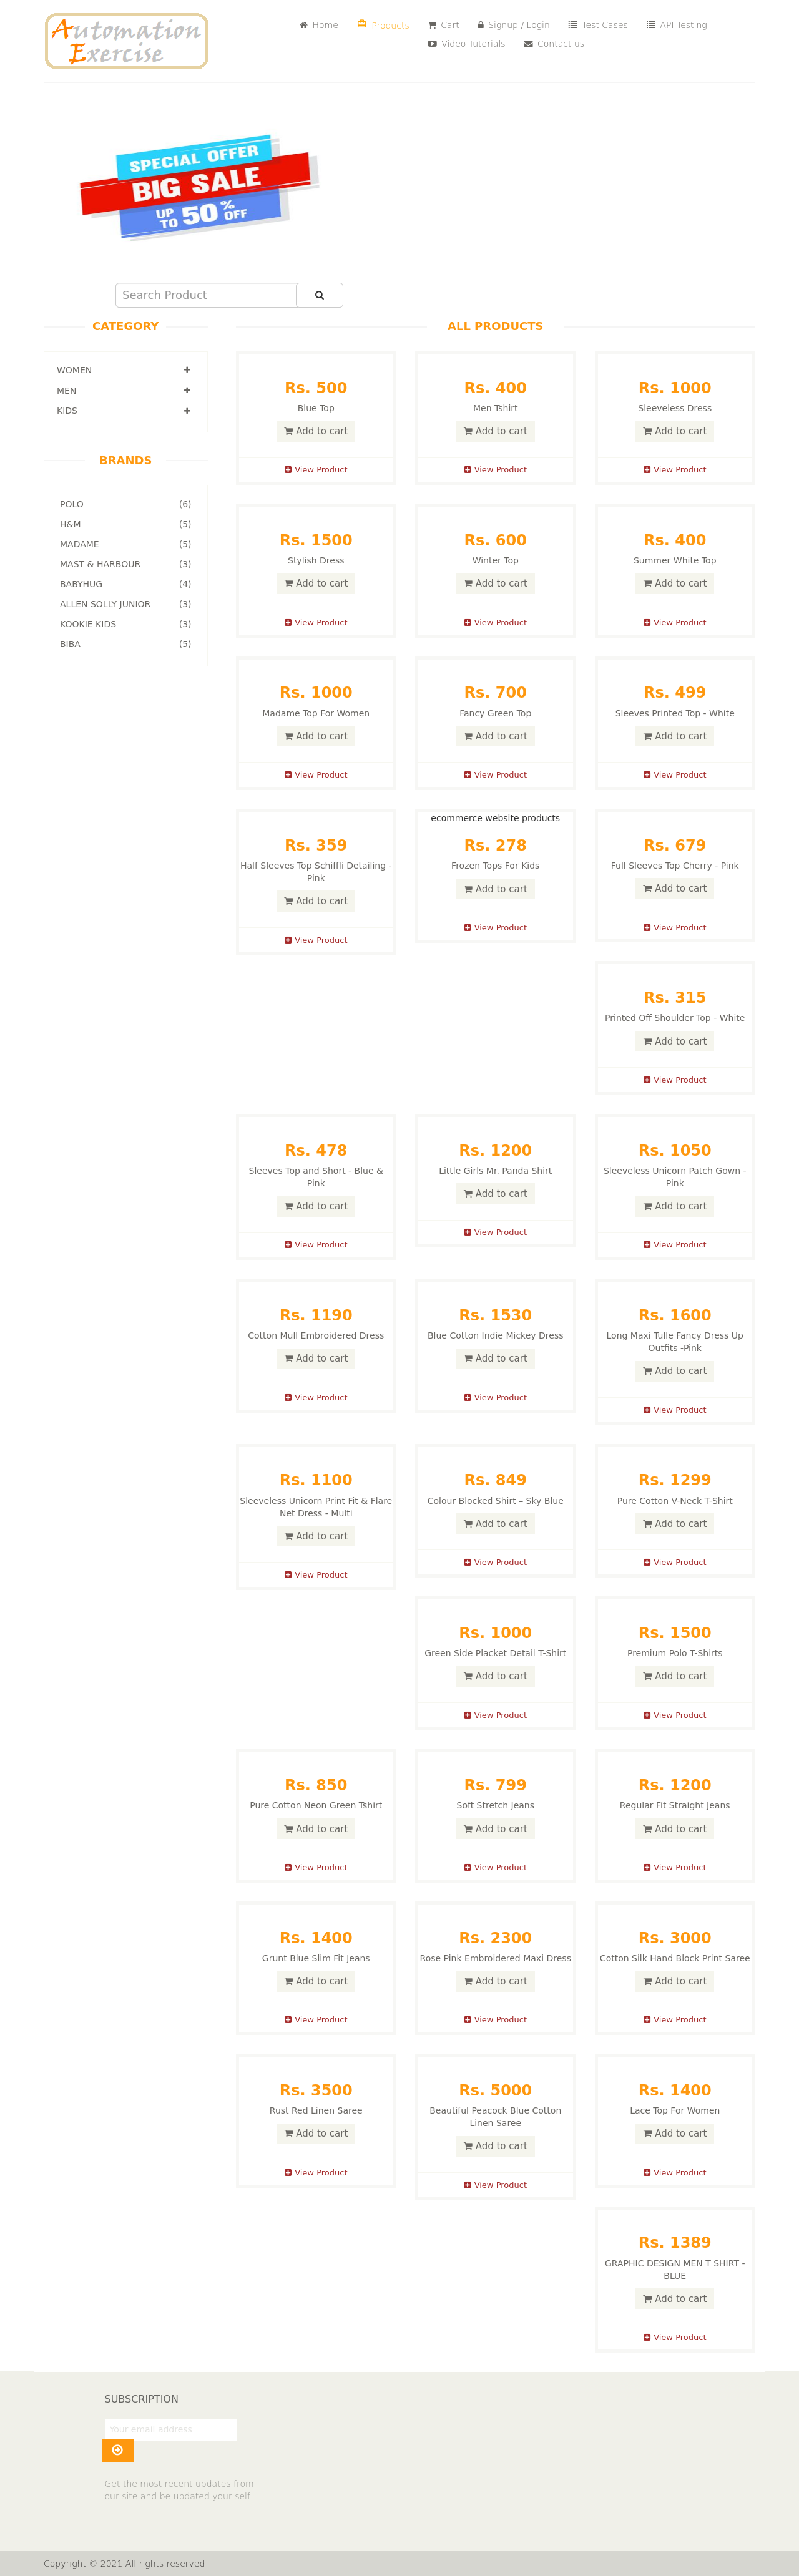 Automation
Exercise
Home
Products
Cart
Signup / Login
Test Cases
API Testing
Video Tutorials
Contact us
SPECIAL OFFER
BIG SALE
UP TO 50% OFF
Search Product
CATEGORY
WOMEN
MEN
KIDS
BRANDS
POLO (6)
H&M (5)
MADAME (5)
MAST & HARBOUR (3)
BABYHUG (4)
ALLEN SOLLY JUNIOR (3)
KOOKIE KIDS (3)
BIBA (5)
ALL PRODUCTS
Rs. 500
Blue Top
Add to cart
View Product
Rs. 400
Men Tshirt
Add to cart
View Product
Rs. 1000
Sleeveless Dress
Add to cart
View Product
Rs. 1500
Stylish Dress
Add to cart
View Product
Rs. 600
Winter Top
Add to cart
View Product
Rs. 400
Summer White Top
Add to cart
View Product
Rs. 1000
Madame Top For Women
Add to cart
View Product
Rs. 700
Fancy Green Top
Add to cart
View Product
Rs. 499
Sleeves Printed Top - White
Add to cart
View Product
Rs. 359
Half Sleeves Top Schiffli Detailing -
Pink
Add to cart
View Product
ecommerce website products
Rs. 278
Frozen Tops For Kids
Add to cart
View Product
Rs. 679
Full Sleeves Top Cherry - Pink
Add to cart
View Product
Rs. 315
Printed Off Shoulder Top - White
Add to cart
View Product
Rs. 478
Sleeves Top and Short - Blue &
Pink
Add to cart
View Product
Rs. 1200
Little Girls Mr. Panda Shirt
Add to cart
View Product
Rs. 1050
Sleeveless Unicorn Patch Gown -
Pink
Add to cart
View Product
Rs. 1190
Cotton Mull Embroidered Dress
Add to cart
View Product
Rs. 1530
Blue Cotton Indie Mickey Dress
Add to cart
View Product
Rs. 1600
Long Maxi Tulle Fancy Dress Up
Outfits -Pink
Add to cart
View Product
Rs. 1100
Sleeveless Unicorn Print Fit & Flare
Net Dress - Multi
Add to cart
View Product
Rs. 849
Colour Blocked Shirt – Sky Blue
Add to cart
View Product
Rs. 1299
Pure Cotton V-Neck T-Shirt
Add to cart
View Product
Rs. 1000
Green Side Placket Detail T-Shirt
Add to cart
View Product
Rs. 1500
Premium Polo T-Shirts
Add to cart
View Product
Rs. 850
Pure Cotton Neon Green Tshirt
Add to cart
View Product
Rs. 799
Soft Stretch Jeans
Add to cart
View Product
Rs. 1200
Regular Fit Straight Jeans
Add to cart
View Product
Rs. 1400
Grunt Blue Slim Fit Jeans
Add to cart
View Product
Rs. 2300
Rose Pink Embroidered Maxi Dress
Add to cart
View Product
Rs. 3000
Cotton Silk Hand Block Print Saree
Add to cart
View Product
Rs. 3500
Rust Red Linen Saree
Add to cart
View Product
Rs. 5000
Beautiful Peacock Blue Cotton
Linen Saree
Add to cart
View Product
Rs. 1400
Lace Top For Women
Add to cart
View Product
Rs. 1389
GRAPHIC DESIGN MEN T SHIRT -
BLUE
Add to cart
View Product
SUBSCRIPTION
Your email address
Get the most recent updates from
our site and be updated your self...
Copyright © 2021 All rights reserved